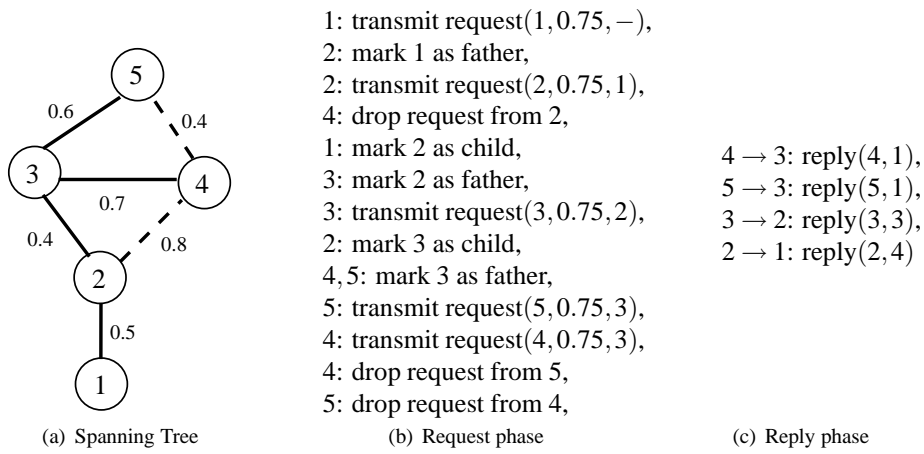 5
0.6
0.4
3
4
0.7
0.4
0.8
2
0.5
1
(a) Spanning Tree
1: transmit request(1,0.75,−),
2: mark 1 as father,
2: transmit request(2,0.75,1),
4: drop request from 2,
1: mark 2 as child,
3: mark 2 as father,
3: transmit request(3,0.75,2),
2: mark 3 as child,
4,5: mark 3 as father,
5: transmit request(5,0.75,3),
4: transmit request(4,0.75,3),
4: drop request from 5,
5: drop request from 4,
(b) Request phase
4 → 3: reply(4,1),
5 → 3: reply(5,1),
3 → 2: reply(3,3),
2 → 1: reply(2,4)
(c) Reply phase